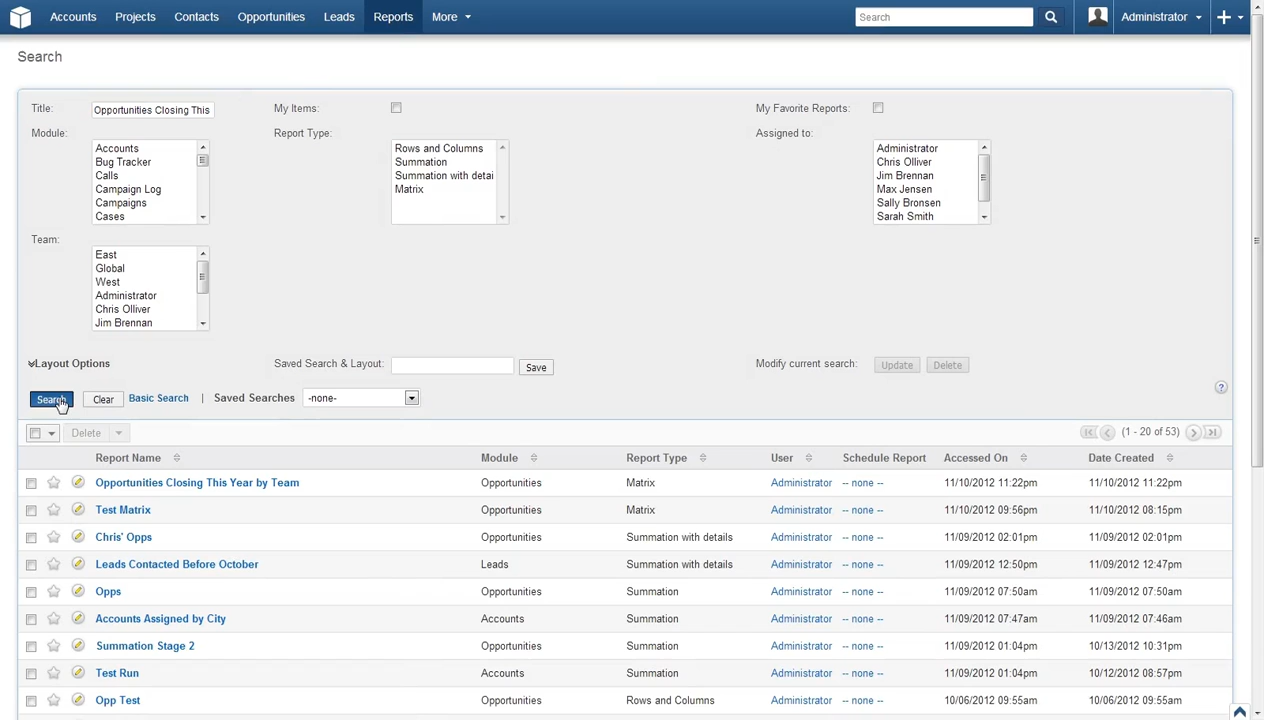 Accounts Projects Contacts Opportunities Leads Reports More Search Administrator
Search
Title: Opportunities Closing This My Items: My Favorite Reports:
Module: Report Type: Assigned to:
Accounts Rows and Columns Administrator
Bug Tracker Summation Chris Olliver
Calls Summation with detai Jim Brennan
Campaign Log Matrix Max Jensen
Campaigns Sally Bronsen
Cases Sarah Smith
Team:
East
Global
West
Administrator
Chris Olliver
Jim Brennan
Layout Options Saved Search & Layout: Save Modify current search: Update Delete
Search Clear Basic Search | Saved Searches -none- ?
Delete (1 - 20 of 53)
Report Name Module Report Type User Schedule Report Accessed On Date Created
Opportunities Closing This Year by Team Opportunities Matrix Administrator -- none -- 11/10/2012 11:22pm 11/10/2012 11:22pm
Test Matrix Opportunities Matrix Administrator -- none -- 11/10/2012 09:56pm 11/10/2012 08:15pm
Chris' Opps Opportunities Summation with details Administrator -- none -- 11/09/2012 02:01pm 11/09/2012 02:01pm
Leads Contacted Before October Leads Summation with details Administrator -- none -- 11/09/2012 12:50pm 11/09/2012 12:47pm
Opps Opportunities Summation Administrator -- none -- 11/09/2012 07:50am 11/09/2012 07:50am
Accounts Assigned by City Accounts Summation Administrator -- none -- 11/09/2012 07:47am 11/09/2012 07:46am
Summation Stage 2 Opportunities Summation Administrator -- none -- 11/09/2012 01:04pm 10/13/2012 10:31pm
Test Run Accounts Summation Administrator -- none -- 11/09/2012 01:04pm 10/12/2012 08:57pm
Opp Test Opportunities Rows and Columns Administrator -- none -- 10/06/2012 09:55am 10/06/2012 09:55am